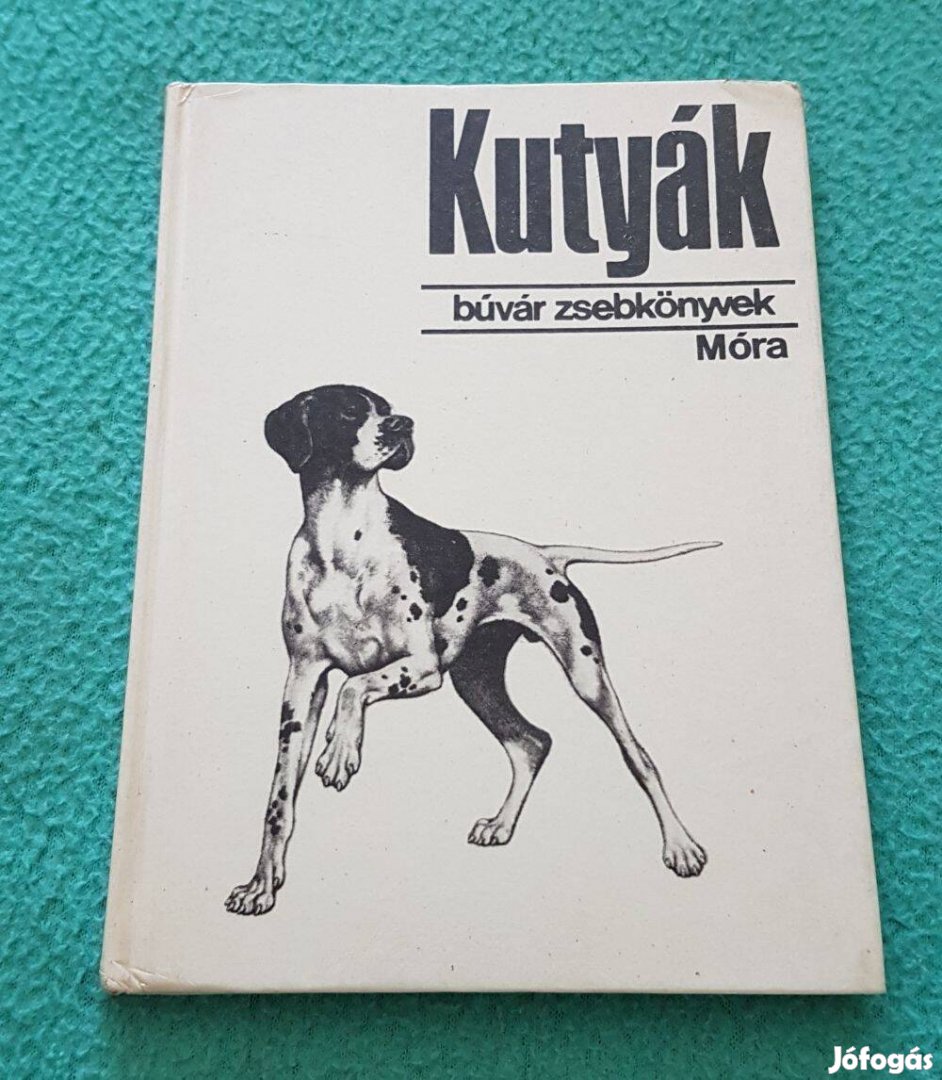 Kutyák
búvár zsebkönyvek
Móra
Jófogás